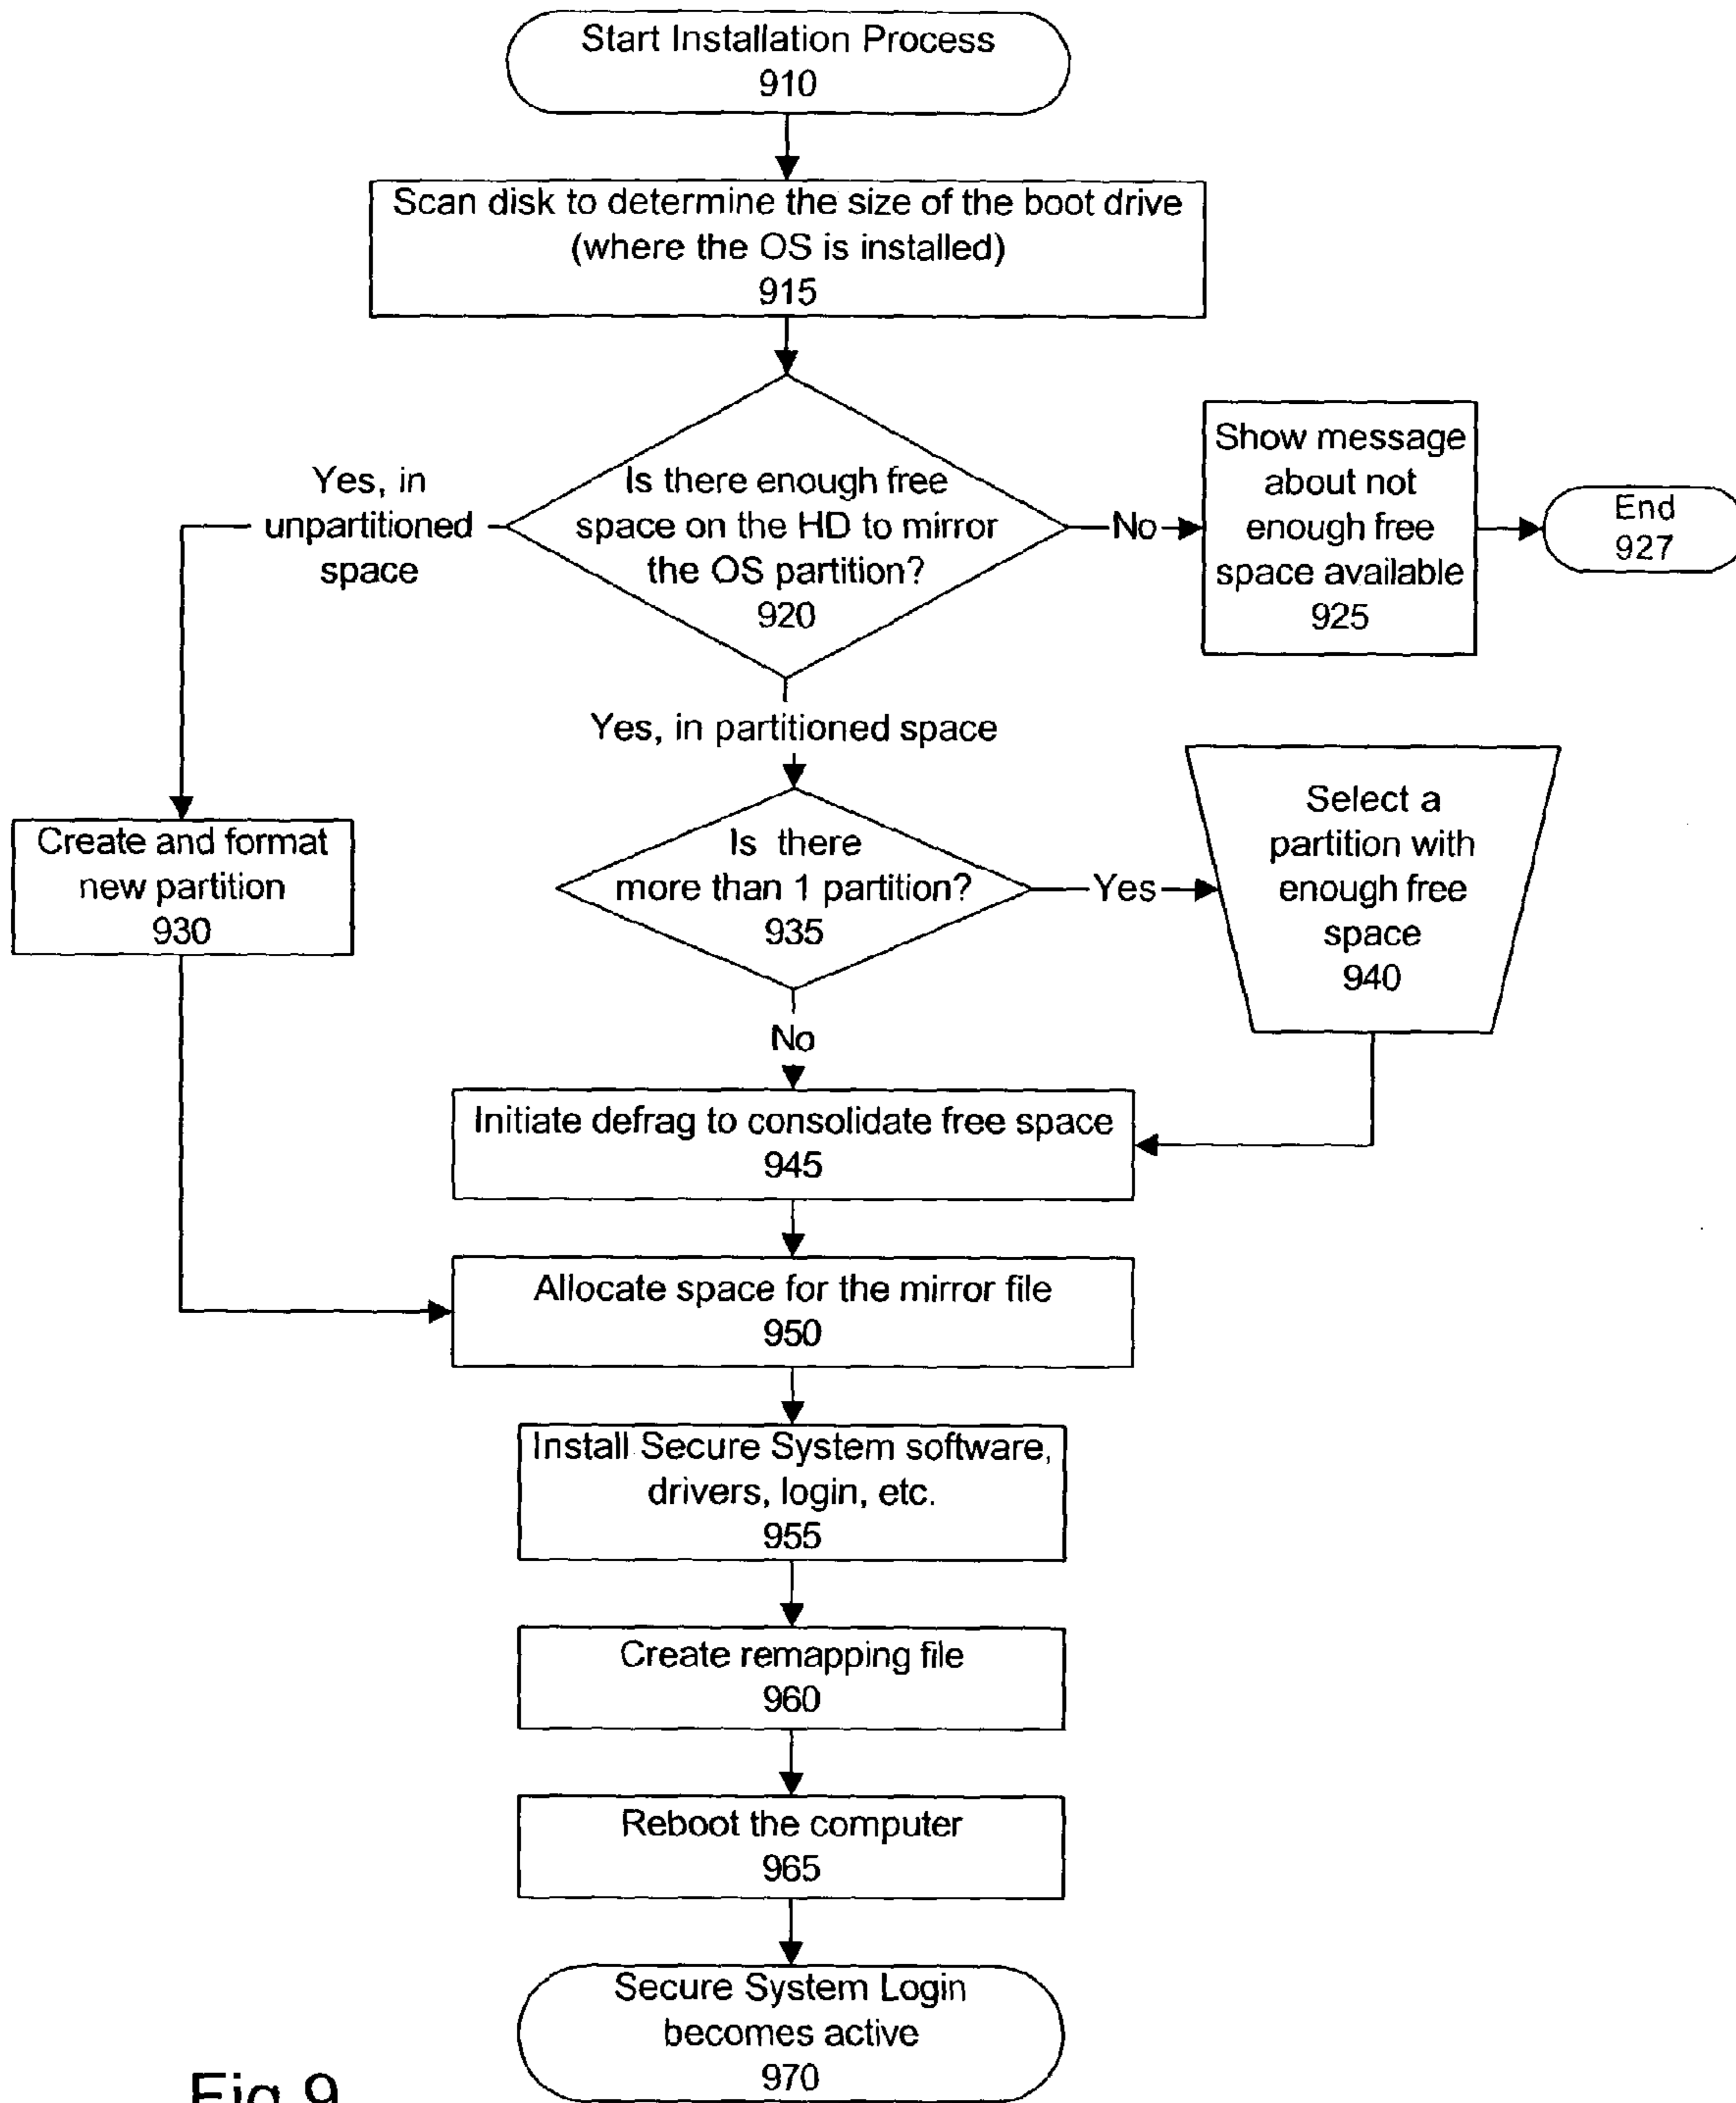 Start Installation Process
910
Scan disk to determine the size of the boot drive
(where the OS is installed)
915
Is there enough free
space on the HD to mirror
the OS partition?
920
Yes, in
unpartitioned
space
No
Show message
about not
enough free
space available
925
End
927
Yes, in partitioned space
Create and format
new partition
930
Is there
more than 1 partition?
935
Yes
Select a
partition with
enough free
space
940
No
Initiate defrag to consolidate free space
945
Allocate space for the mirror file
950
Install Secure System software,
drivers, login, etc.
955
Create remapping file
960
Reboot the computer
965
Secure System Login
becomes active
970
Fig 9